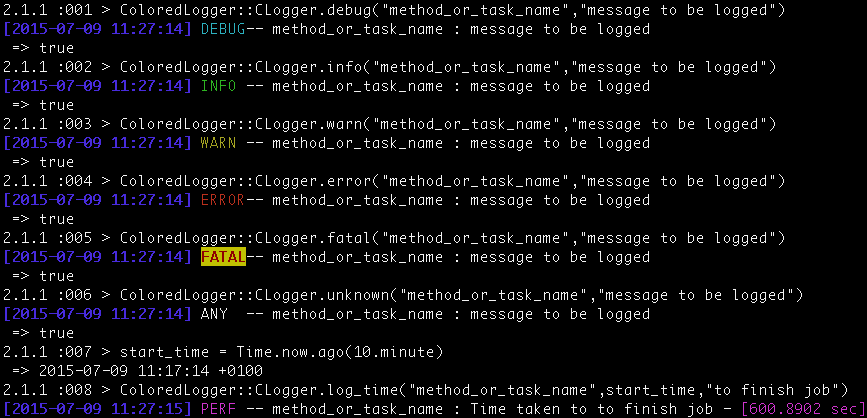 2.1.1 :001 > ColoredLogger::CLogger.debug("method_or_task_name","message to be logged")
[2015-07-09 11:27:14] DEBUG-- method_or_task_name : message to be logged
=> true
2.1.1 :002 > ColoredLogger::CLogger.info("method_or_task_name","message to be logged")
[2015-07-09 11:27:14] INFO -- method_or_task_name : message to be logged
=> true
2.1.1 :003 > ColoredLogger::CLogger.warn("method_or_task_name","message to be logged")
[2015-07-09 11:27:14] WARN -- method_or_task_name : message to be logged
=> true
2.1.1 :004 > ColoredLogger::CLogger.error("method_or_task_name","message to be logged")
[2015-07-09 11:27:14] ERROR-- method_or_task_name : message to be logged
=> true
2.1.1 :005 > ColoredLogger::CLogger.fatal("method_or_task_name","message to be logged")
[2015-07-09 11:27:14] FATAL-- method_or_task_name : message to be logged
=> true
2.1.1 :006 > ColoredLogger::CLogger.unknown("method_or_task_name","message to be logged")
[2015-07-09 11:27:14] ANY  -- method_or_task_name : message to be logged
=> true
2.1.1 :007 > start_time = Time.now.ago(10.minute)
=> 2015-07-09 11:17:14 +0100
2.1.1 :008 > ColoredLogger::CLogger.log_time("method_or_task_name",start_time,"to finish job")
[2015-07-09 11:27:15] PERF -- method_or_task_name : Time taken to to finish job - [600.8902 sec]